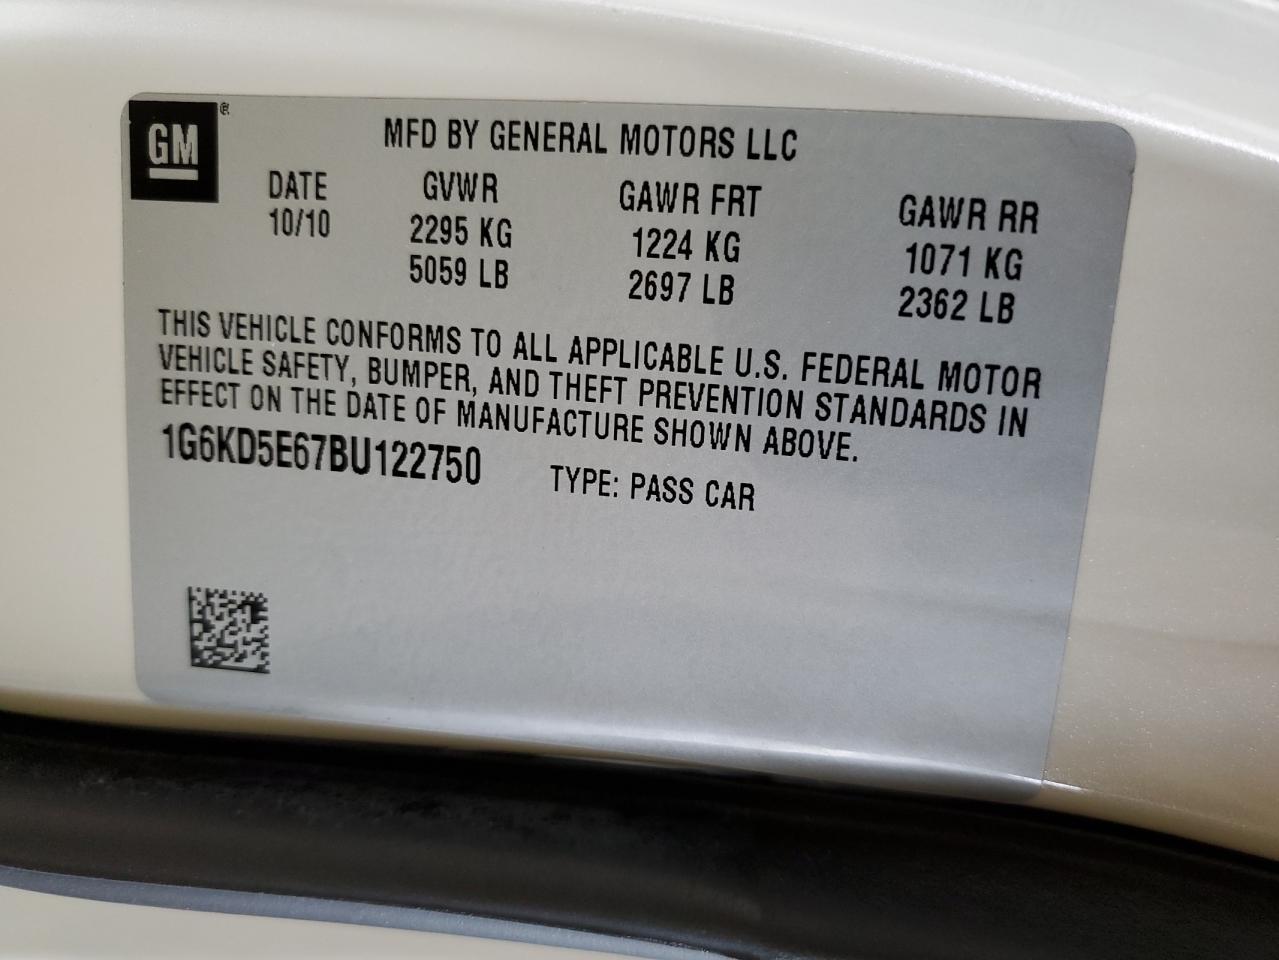 GM ®
MFD BY GENERAL MOTORS LLC
DATE GVWR GAWR FRT GAWR RR
10/10 2295 KG 1224 KG 1071 KG
5059 LB 2697 LB 2362 LB
THIS VEHICLE CONFORMS TO ALL APPLICABLE U.S. FEDERAL MOTOR
VEHICLE SAFETY, BUMPER, AND THEFT PREVENTION STANDARDS IN
EFFECT ON THE DATE OF MANUFACTURE SHOWN ABOVE.
1G6KD5E67BU122750 TYPE: PASS CAR